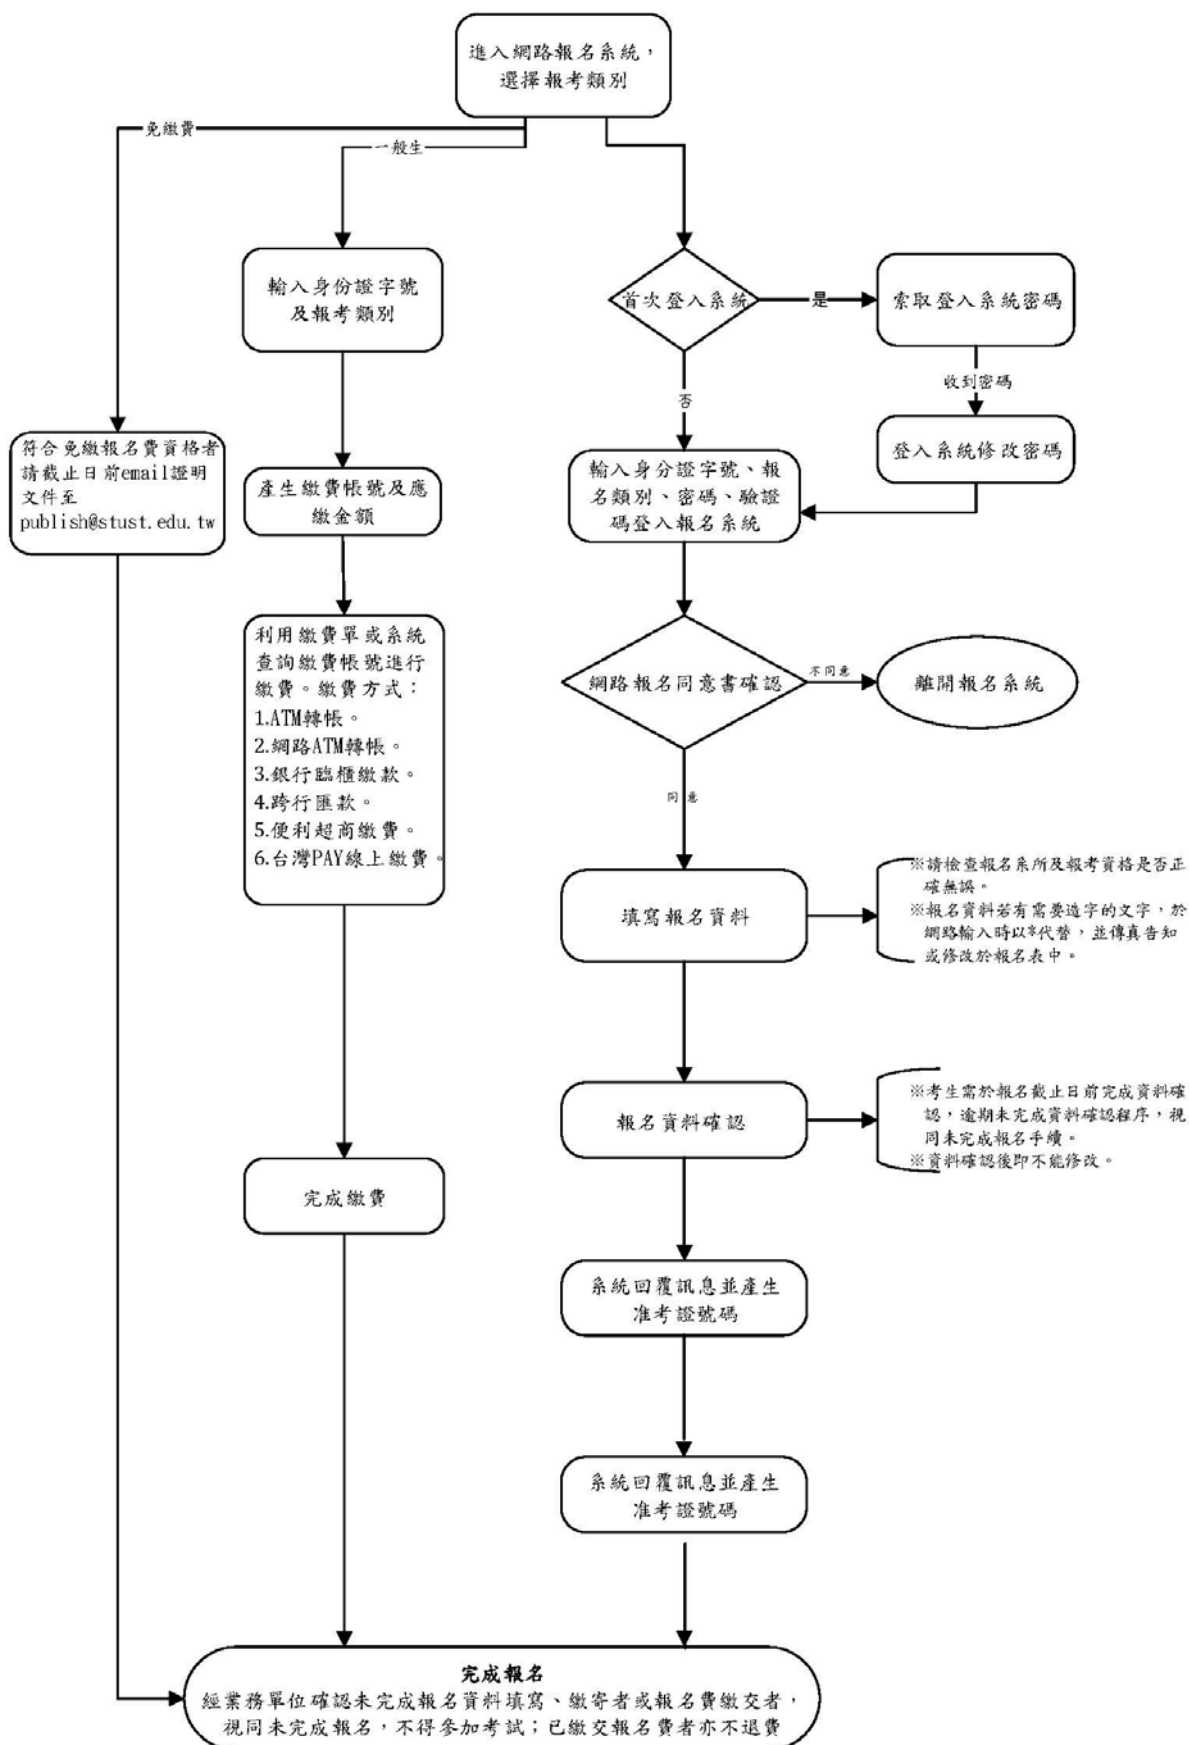 進入網路報名系統，
選擇報考類別
免繳費
一般生
輸入身份證字號
及報考類別
首次登入系統
是
索取登入系統密碼
收到密碼
否
登入系統修改密碼
符合免繳報名費資格者
請截止日前email證明
文件至
publish@stust.edu.tw
產生繳費帳號及應
繳金額
輸入身分證字號、報
名類別、密碼、驗證
碼登入報名系統
利用繳費單或系統
查詢繳費帳號進行
繳費。繳費方式：
1.ATM轉帳。
2.網路ATM轉帳。
3.銀行臨櫃繳款。
4.跨行匯款。
5.便利超商繳費。
6.台灣PAY線上繳費。
網路報名同意書確認
不同意
離開報名系統
同意
填寫報名資料
※請檢查報名系所及報考資格是否正
確無誤。
※報名資料若有需要造字的文字，於
網路輸入時以*代替，並傳真告知
或修改於報名表中。
報名資料確認
※考生需於報名截止日前完成資料確
認，逾期未完成資料確認程序，視
同未完成報名手續。
※資料確認後即不能修改。
完成繳費
系統回覆訊息並產生
准考證號碼
系統回覆訊息並產生
准考證號碼
完成報名
經業務單位確認未完成報名資料填寫、繳寄者或報名費繳交者，
視同未完成報名，不得參加考試；已繳交報名費者亦不退費